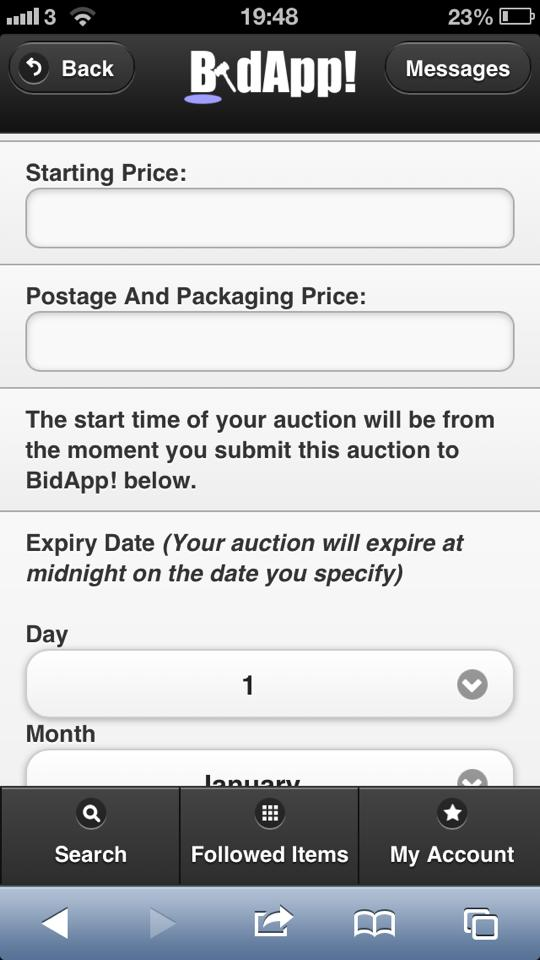 3 19:48 23%
Back BidApp! Messages
Starting Price:
Postage And Packaging Price:
The start time of your auction will be from
the moment you submit this auction to
BidApp! below.
Expiry Date (Your auction will expire at
midnight on the date you specify)
Day
1
Month
January
Search Followed Items My Account